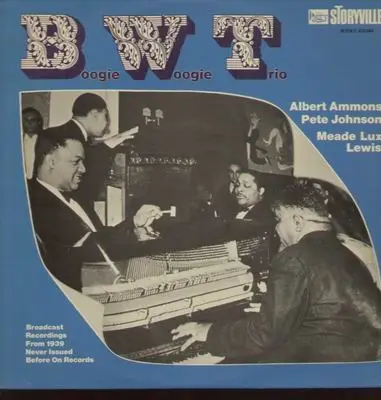 Boogie Woogie Trio
STORYVILLE
Albert Ammons
Pete Johnson
Meade Lux
Lewis
Broadcast
Recordings
From 1939
Never Issued
Before On Records